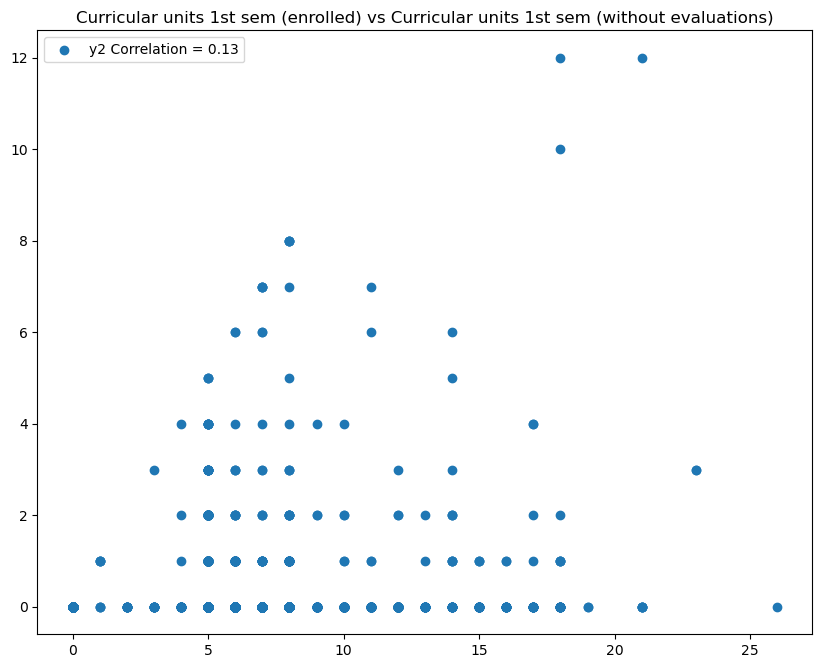 Curricular units 1st sem (enrolled) vs Curricular units 1st sem (without evaluations)
y2 Correlation = 0.13
12
10
8
6
4
2
0
0 5 10 15 20 25